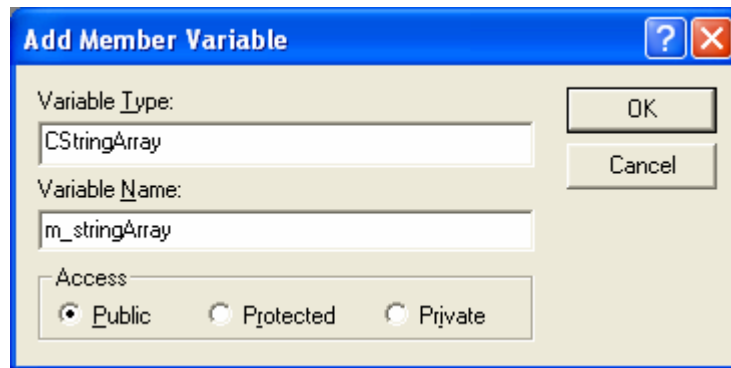 Add Member Variable
Variable Type:
OK
CStringArray
Cancel
Variable Name:
m_stringArray
Access
Public Protected Private